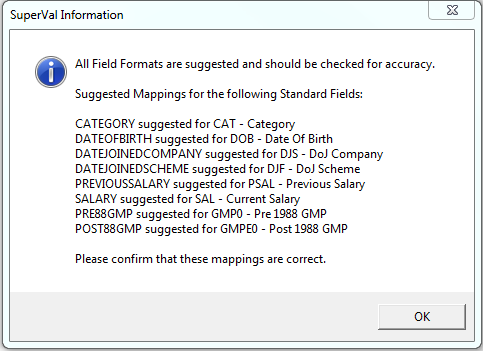 SuperVal Information
All Field Formats are suggested and should be checked for accuracy.
Suggested Mappings for the following Standard Fields:
CATEGORY suggested for CAT - Category
DATEOFBIRTH suggested for DOB - Date Of Birth
DATEJOINEDCOMPANY suggested for DJS - DoJ Company
DATEJOINEDSCHEME suggested for DJF - DoJ Scheme
PREVIOUSSALARY suggested for PSAL - Previous Salary
SALARY suggested for SAL - Current Salary
PRE88GMP suggested for GMP0 - Pre 1988 GMP
POST88GMP suggested for GMPE0 - Post 1988 GMP
Please confirm that these mappings are correct.
OK